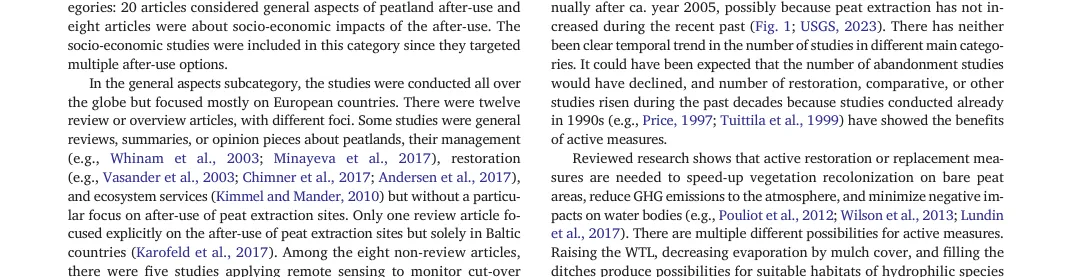 egories: 20 articles considered general aspects of peatland after-use and
eight articles were about socio-economic impacts of the after-use. The
socio-economic studies were included in this category since they targeted
multiple after-use options.
In the general aspects subcategory, the studies were conducted all over
the globe but focused mostly on European countries. There were twelve
review or overview articles, with different foci. Some studies were general
reviews, summaries, or opinion pieces about peatlands, their management
(e.g., Whinam et al., 2003; Minayeva et al., 2017), restoration
(e.g., Vasander et al., 2003; Chimner et al., 2017; Andersen et al., 2017),
and ecosystem services (Kimmel and Mander, 2010) but without a particu-
lar focus on after-use of peat extraction sites. Only one review article fo-
cused explicitly on the after-use of peat extraction sites but solely in Baltic
countries (Karofeld et al., 2017). Among the eight non-review articles,
there were five studies applying remote sensing to monitor cut-over
nually after ca. year 2005, possibly because peat extraction has not in-
creased during the recent past (Fig. 1; USGS, 2023). There has neither
been clear temporal trend in the number of studies in different main catego-
ries. It could have been expected that the number of abandonment studies
would have declined, and number of restoration, comparative, or other
studies risen during the past decades because studies conducted already
in 1990s (e.g., Price, 1997; Tuittila et al., 1999) have showed the benefits
of active measures.
Reviewed research shows that active restoration or replacement mea-
sures are needed to speed-up vegetation recolonization on bare peat
areas, reduce GHG emissions to the atmosphere, and minimize negative im-
pacts on water bodies (e.g., Pouliot et al., 2012; Wilson et al., 2013; Lundin
et al., 2017). There are multiple different possibilities for active measures.
Raising the WTL, decreasing evaporation by mulch cover, and filling the
ditches produce possibilities for suitable habitats of hydrophilic species